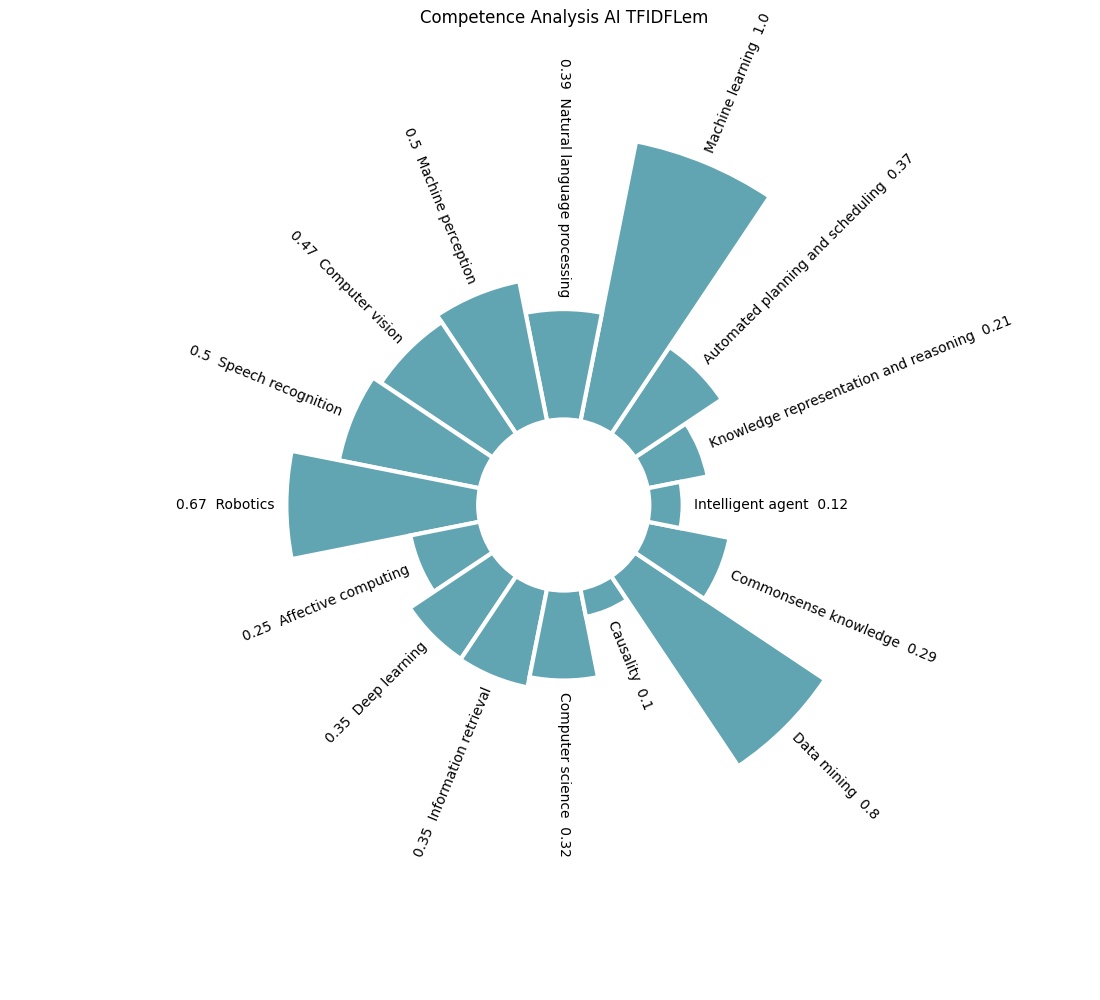 Competence Analysis AI TFIDFLem
Machine learning  1.0
0.39  Natural language processing
0.5  Machine perception
Automated planning and scheduling  0.37
0.47  Computer vision
Knowledge representation and reasoning  0.21
0.5  Speech recognition
0.67  Robotics
Intelligent agent  0.12
0.25  Affective computing
Commonsense knowledge  0.29
0.35  Deep learning
Causality  0.1
0.35  Information retrieval
Computer science  0.32
Data mining  0.8